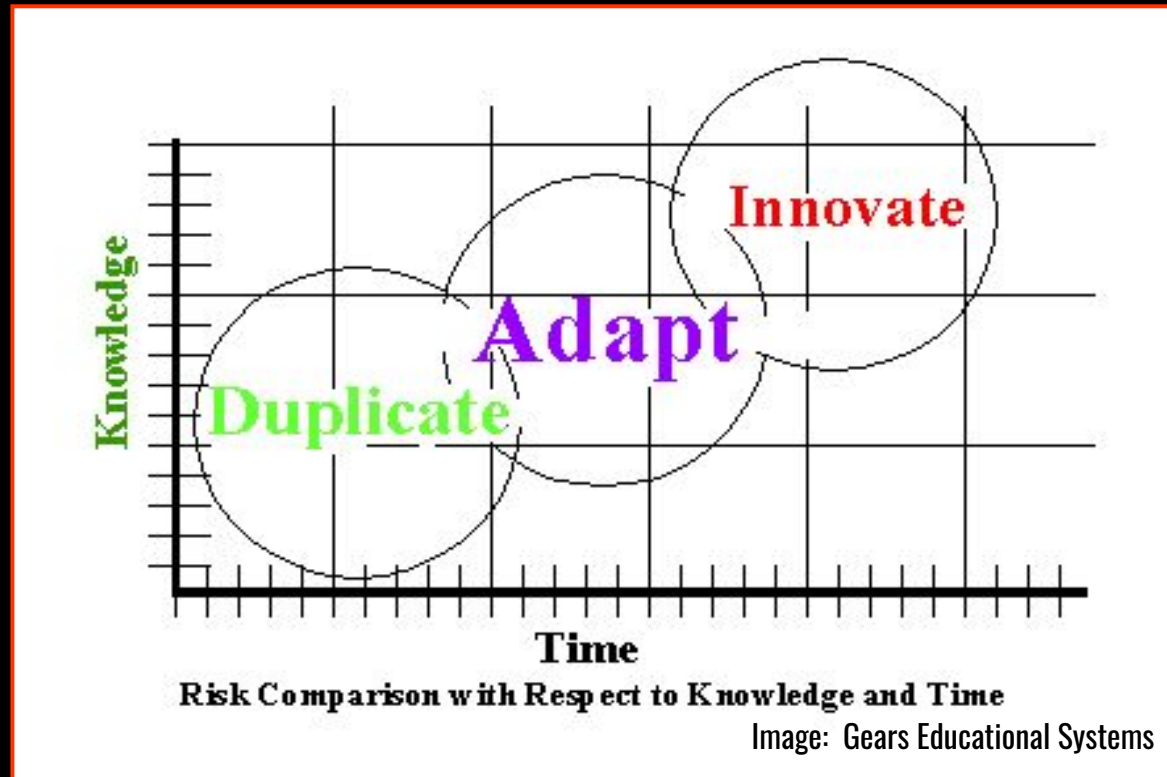 Innovate
Adapt
Duplicate
Knowledge
Time
Risk Comparison with Respect to Knowledge and Time
Image: Gears Educational Systems